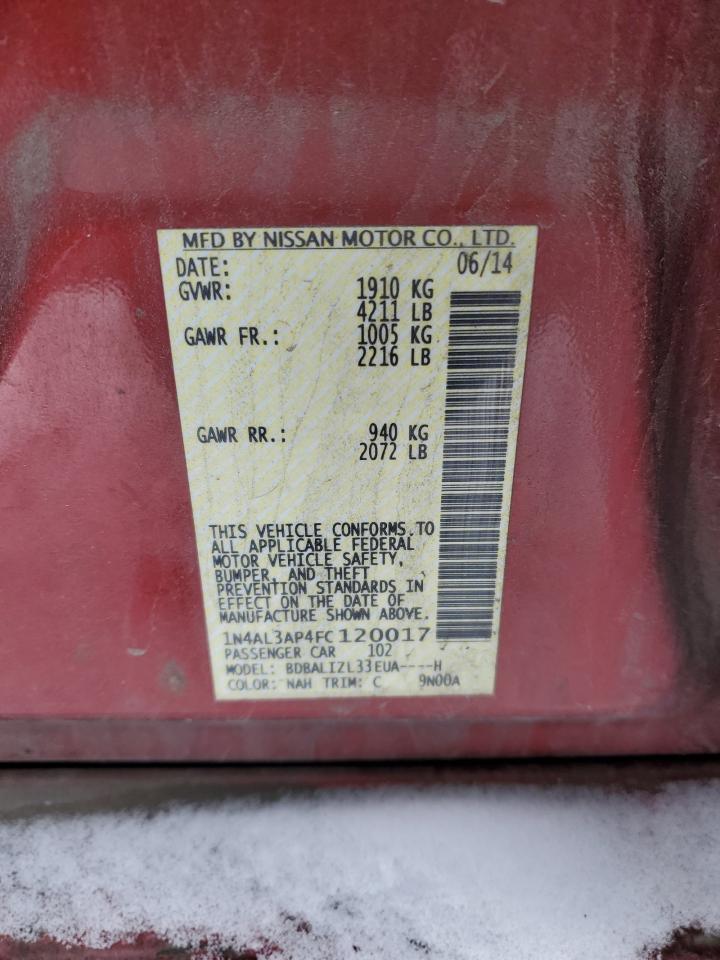 MFD BY NISSAN MOTOR CO., LTD.
DATE: 06/14
GVWR: 1910 KG
4211 LB
GAWR FR.: 1005 KG
2216 LB
GAWR RR.: 940 KG
2072 LB
THIS VEHICLE CONFORMS TO
ALL APPLICABLE FEDERAL
MOTOR VEHICLE SAFETY,
BUMPER, AND THEFT
PREVENTION STANDARDS IN
EFFECT ON THE DATE OF
MANUFACTURE SHOWN ABOVE.
1N4AL3AP4FC120017
PASSENGER CAR 102
MODEL: BDBALIZL33EUA----H
COLOR: NAH TRIM: C 9N00A